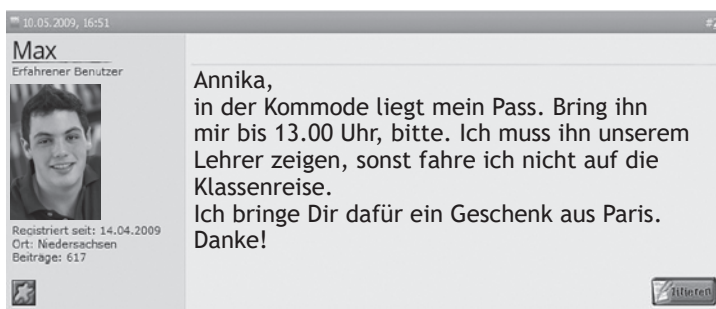 10.05.2009, 16:51
#2
Max
Erfahrener Benutzer
Registriert seit: 14.04.2009
Ort: Niedersachsen
Beiträge: 617
Annika,
in der Kommode liegt mein Pass. Bring ihn
mir bis 13.00 Uhr, bitte. Ich muss ihn unserem
Lehrer zeigen, sonst fahre ich nicht auf die
Klassenreise.
Ich bringe Dir dafür ein Geschenk aus Paris.
Danke!